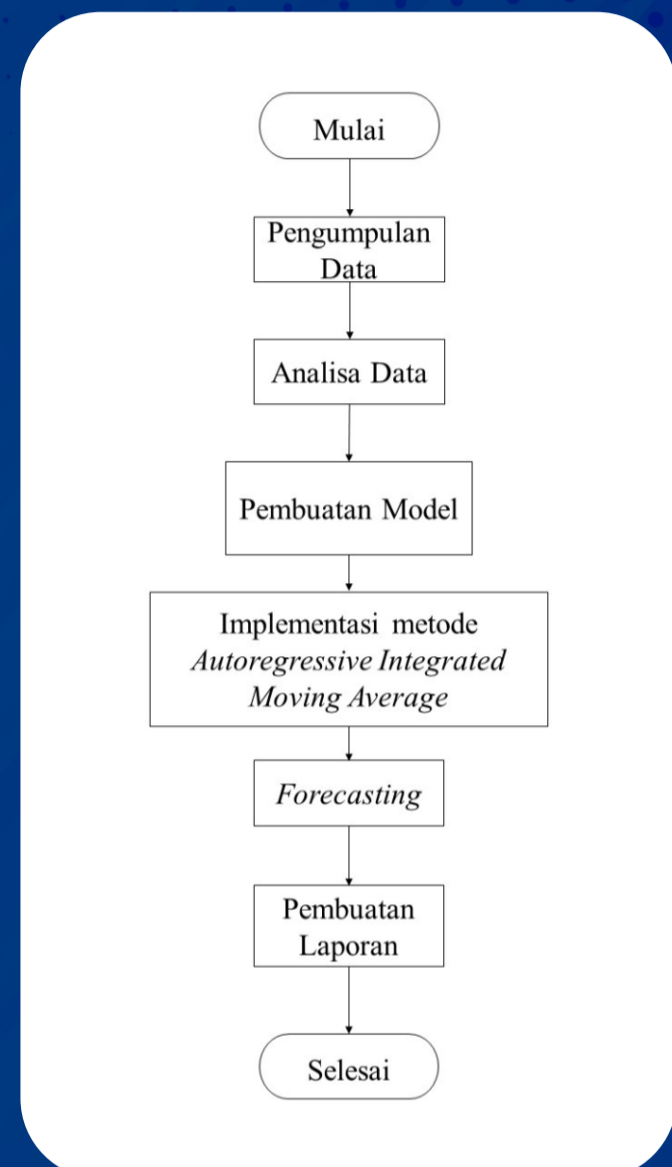 Mulai
Pengumpulan
Data
Analisa Data
Pembuatan Model
Implementasi metode
Autoregressive Integrated
Moving Average
Forecasting
Pembuatan
Laporan
Selesai